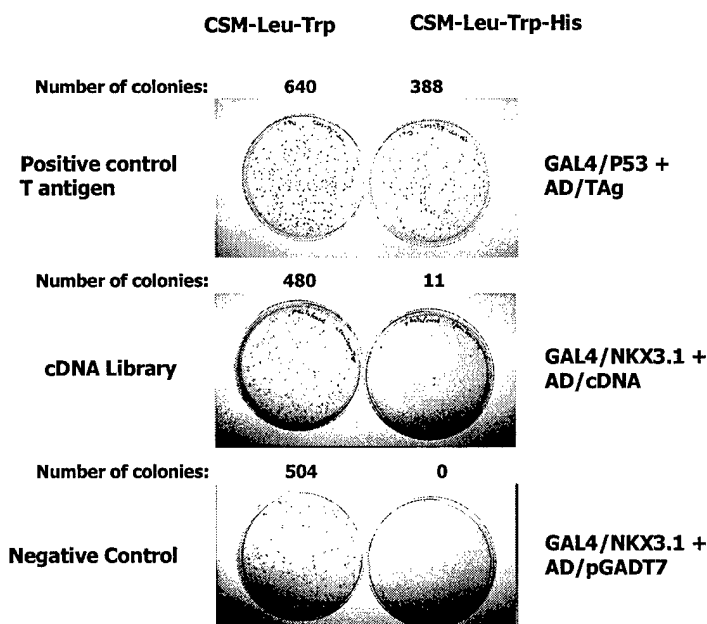 CSM-Leu-Trp CSM-Leu-Trp-His
Number of colonies: 640 388
Positive control
T antigen
GAL4/P53 +
AD/TAg
Number of colonies: 480 11
cDNA Library
GAL4/NKX3.1 +
AD/cDNA
Number of colonies: 504 0
Negative Control
GAL4/NKX3.1 +
AD/pGADT7